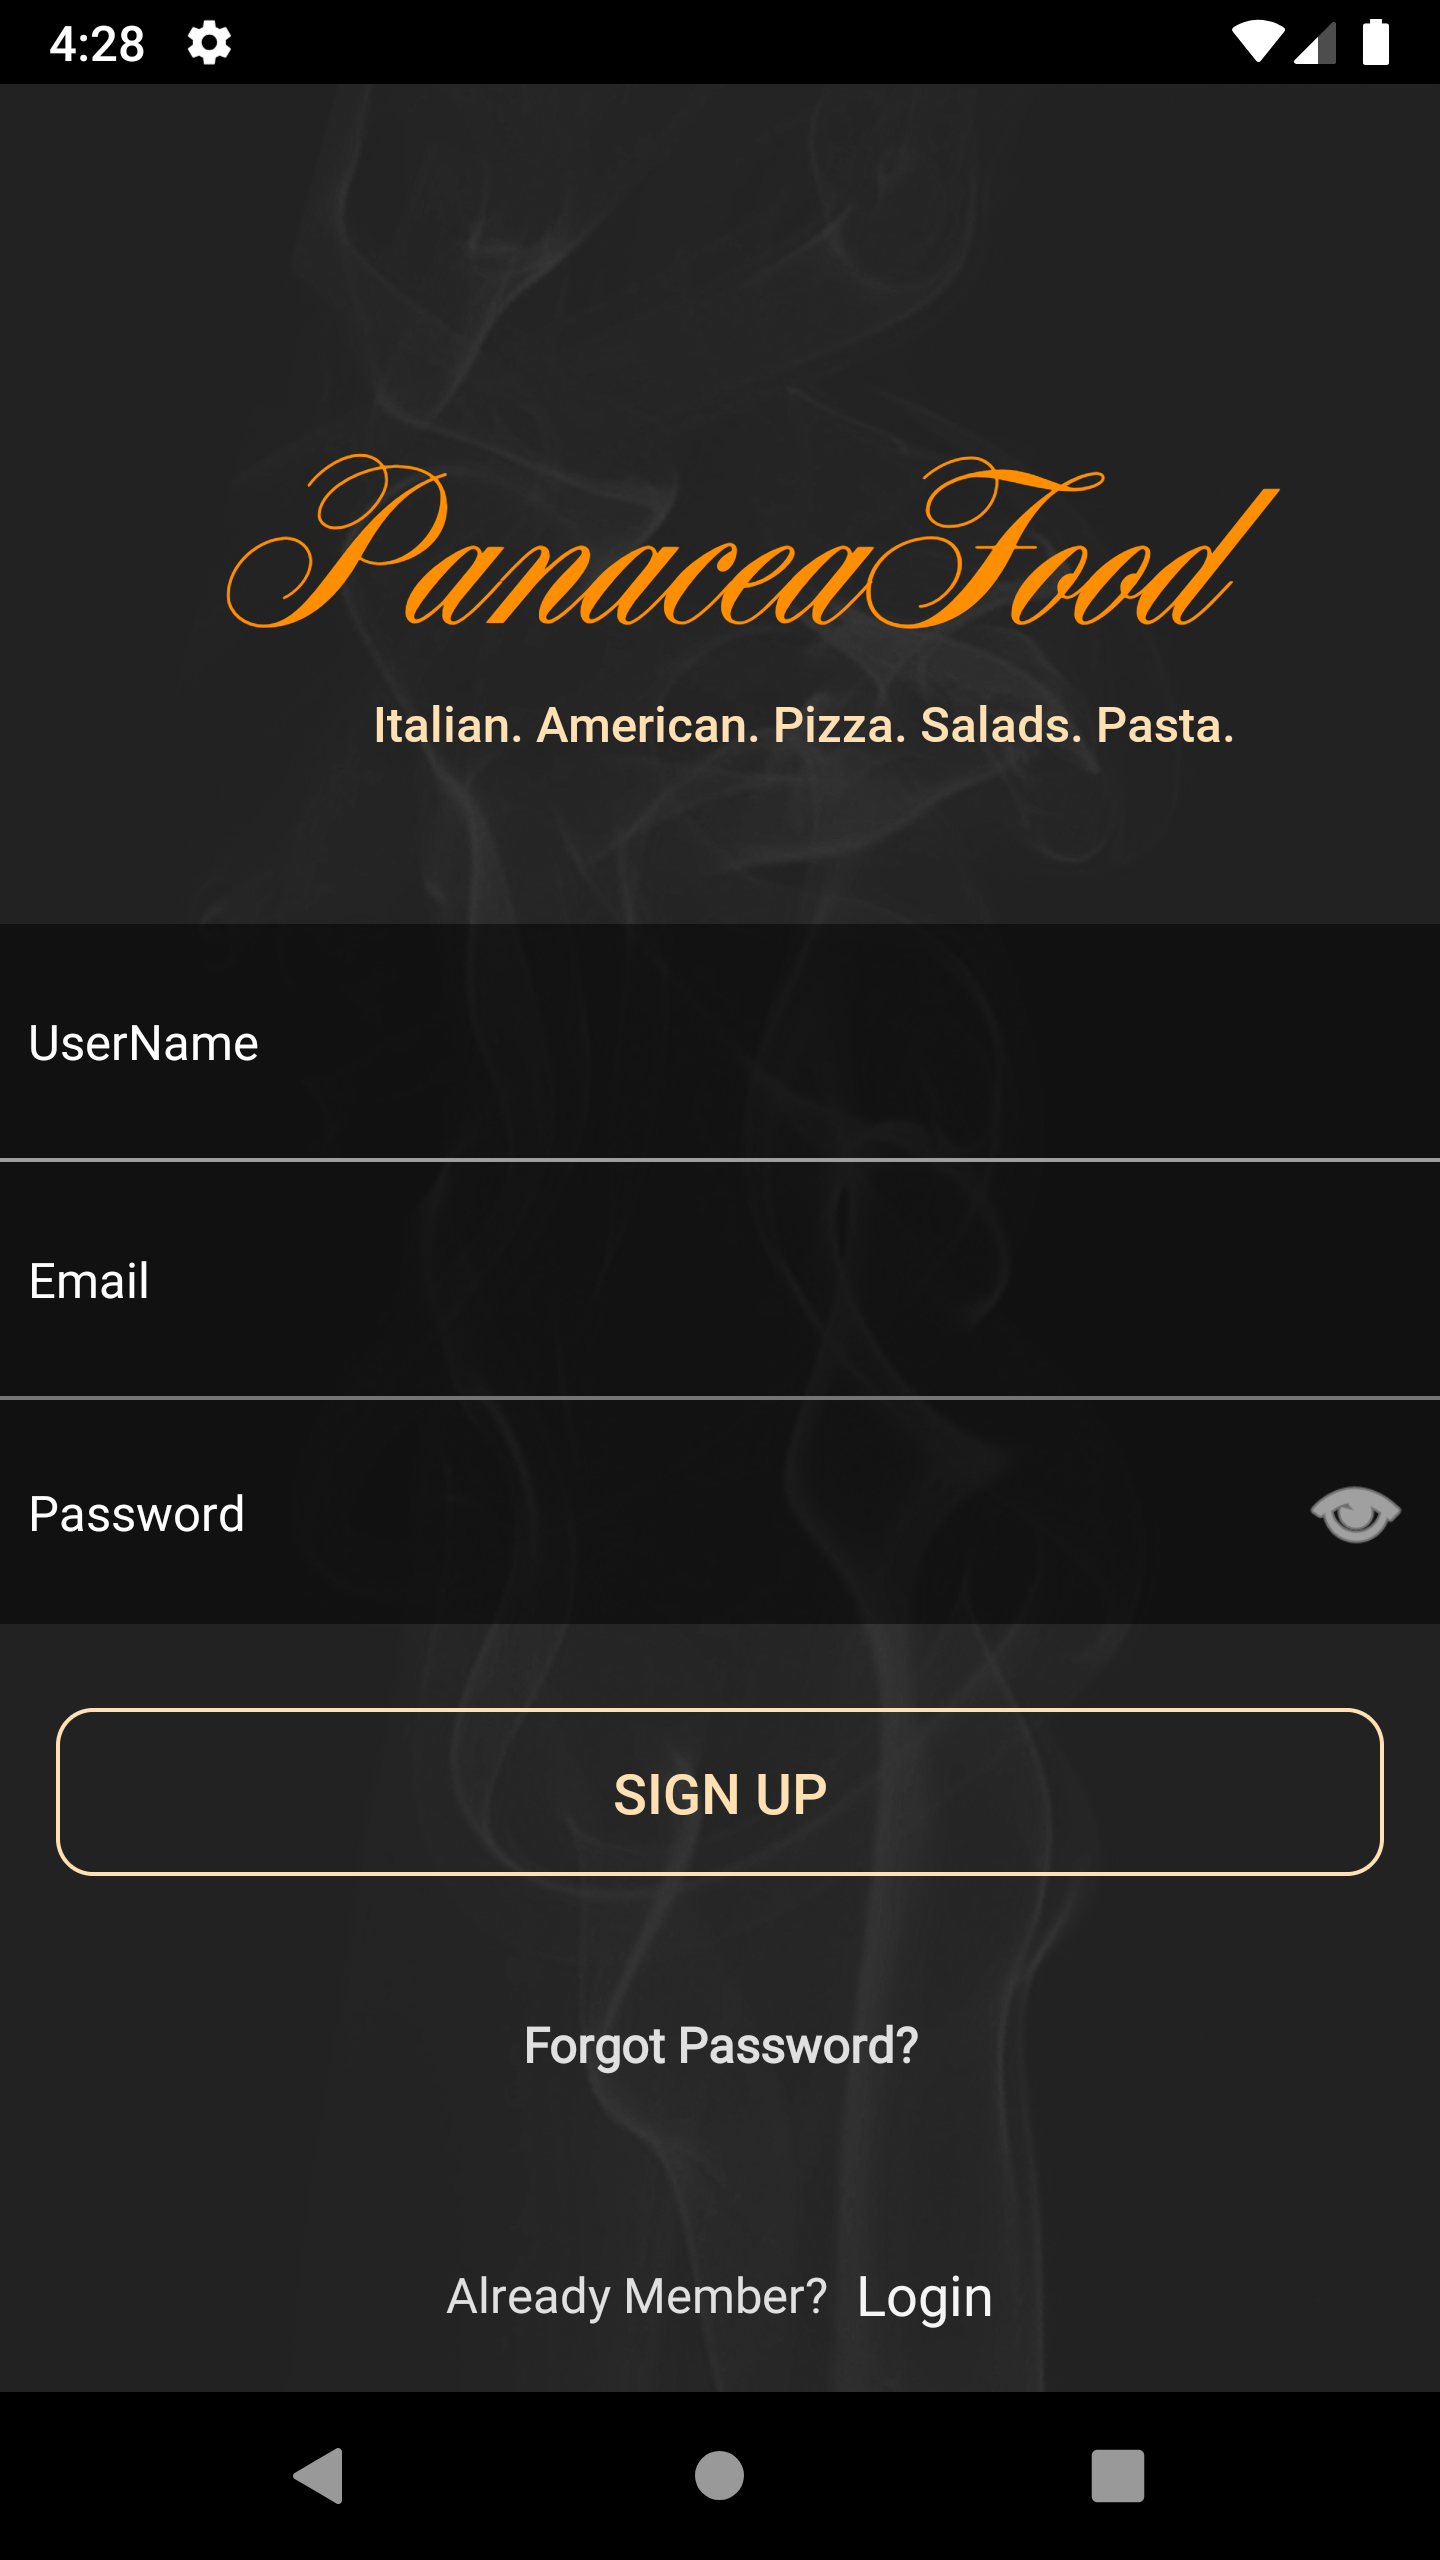 4:28
PanaceaFood
Italian. American. Pizza. Salads. Pasta.
UserName
Email
Password
SIGN UP
Forgot Password?
Already Member? Login